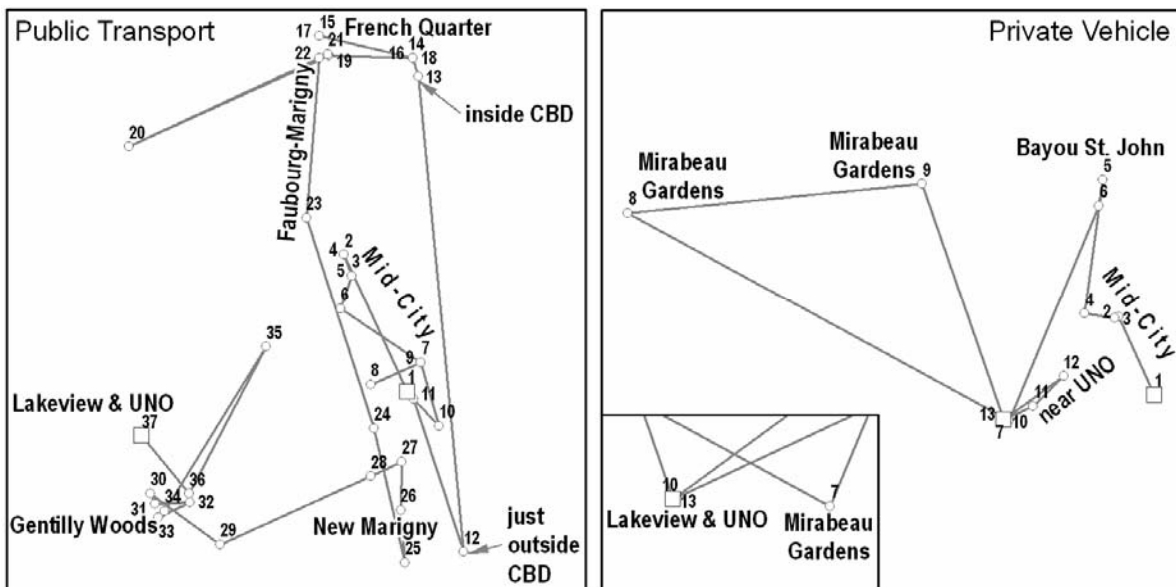 Public Transport
15
French Quarter
17
21
14
22
19
16
18
13
inside CBD
20
Faubourg-Marigny
23
2
4
3
5
Mid-City
6
35
9
7
8
1
11
10
Lakeview & UNO
37
24
27
28
30
36
34
32
31
26
Gentilly Woods
33
29
New Marigny
25
12
just
outside
CBD
Private Vehicle
Mirabeau
Gardens
8
Mirabeau
Gardens
9
Bayou St. John
5
6
4
2
3
Mid-City
1
12
11
near UNO
13
10
7
10
13
Lakeview & UNO
7
Mirabeau
Gardens